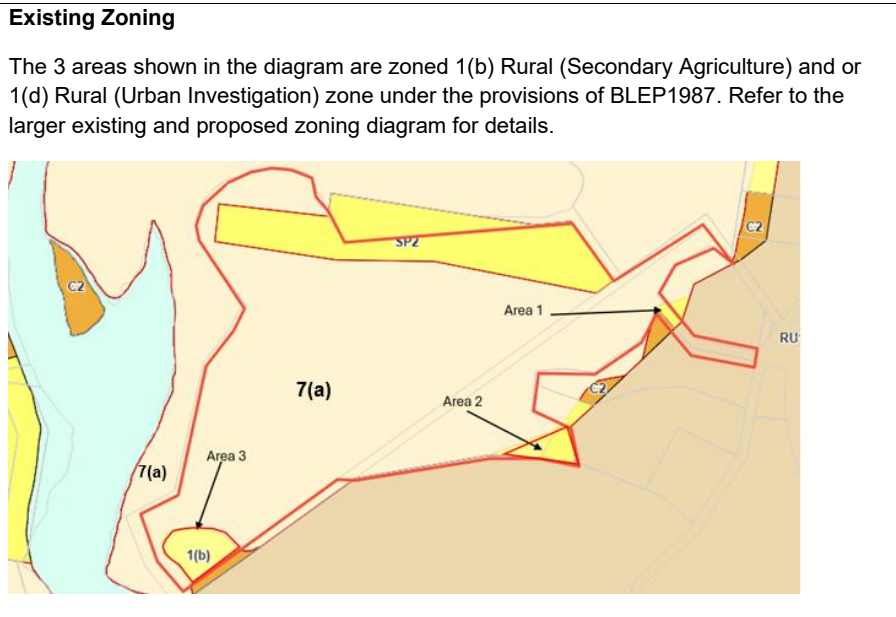 Existing Zoning
The 3 areas shown in the diagram are zoned 1(b) Rural (Secondary Agriculture) and or
1(d) Rural (Urban Investigation) zone under the provisions of BLEP1987. Refer to the
larger existing and proposed zoning diagram for details.
C2
SP2
C2
Area 1
RU
7(a)
C2
Area 2
Area 3
7(a)
1(b)